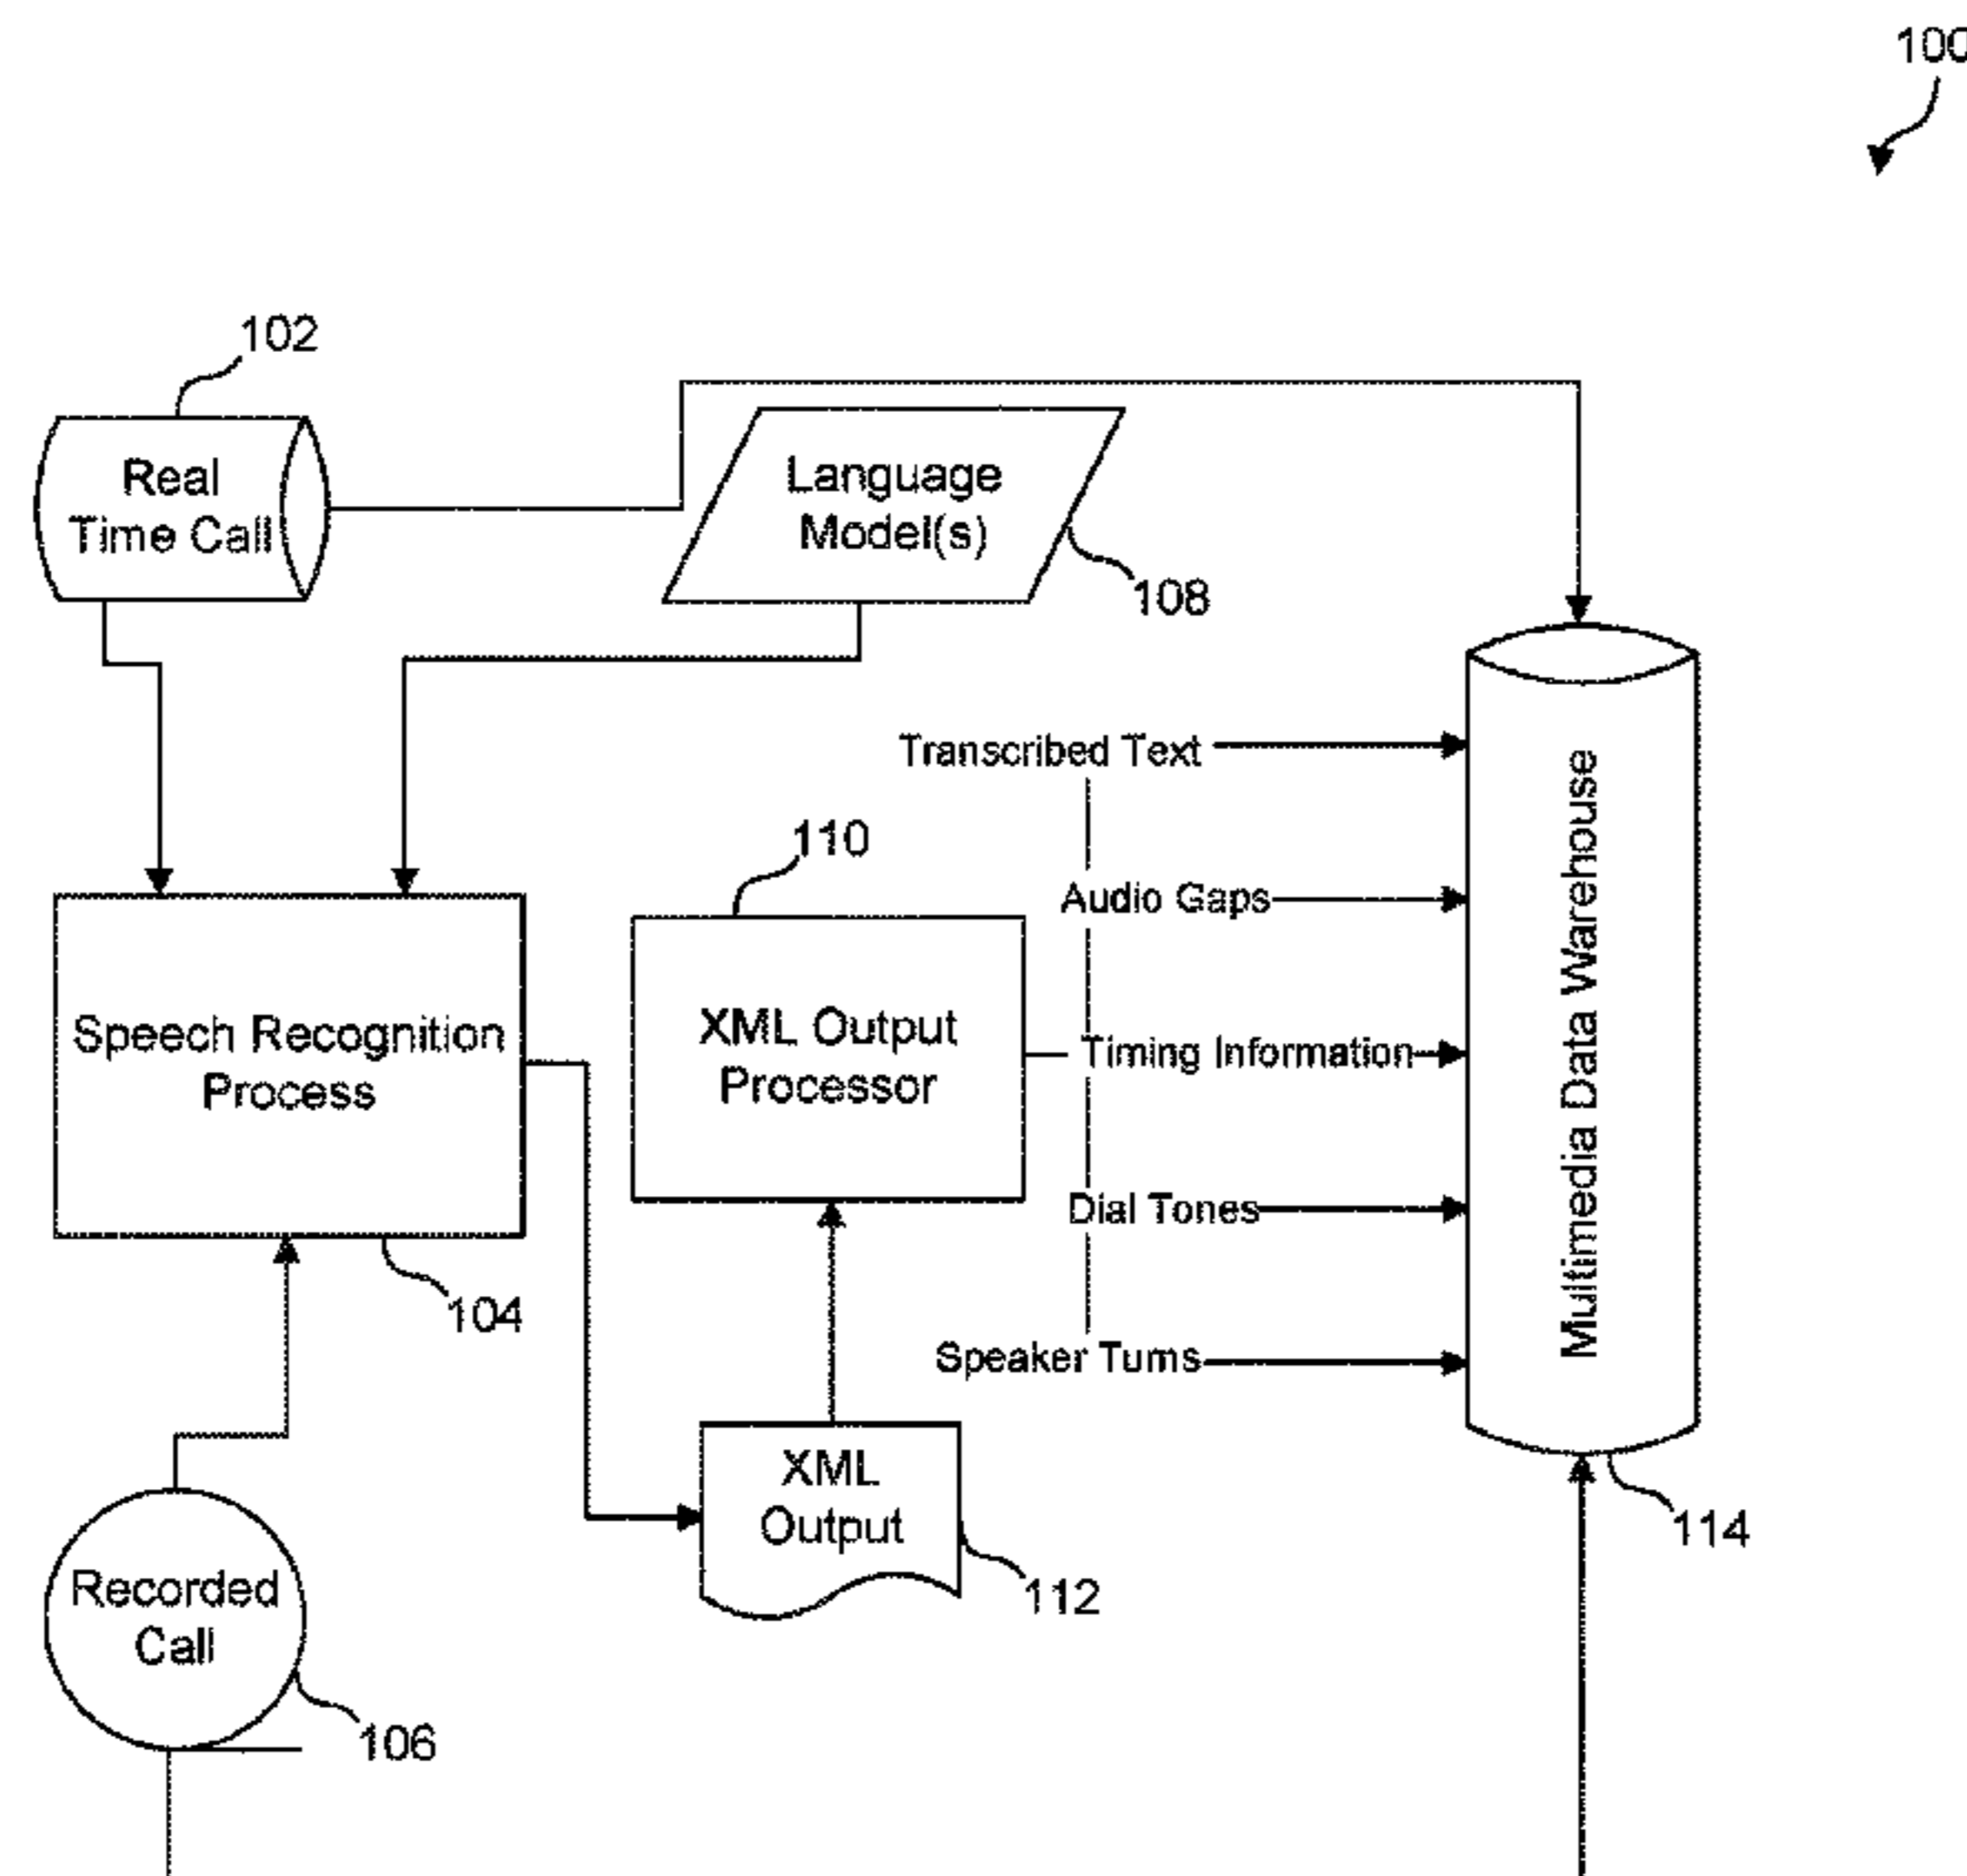 100
102
Real
Time Call
Language
Model(s)
108
Transcribed Text
110
Audio Gaps
XML Output
Processor
Timing Information
Speech Recognition
Process
Dial Tones
104
Speaker Turns
Multimedia Data Warehouse
XML
Output
114
112
Recorded
Call
106